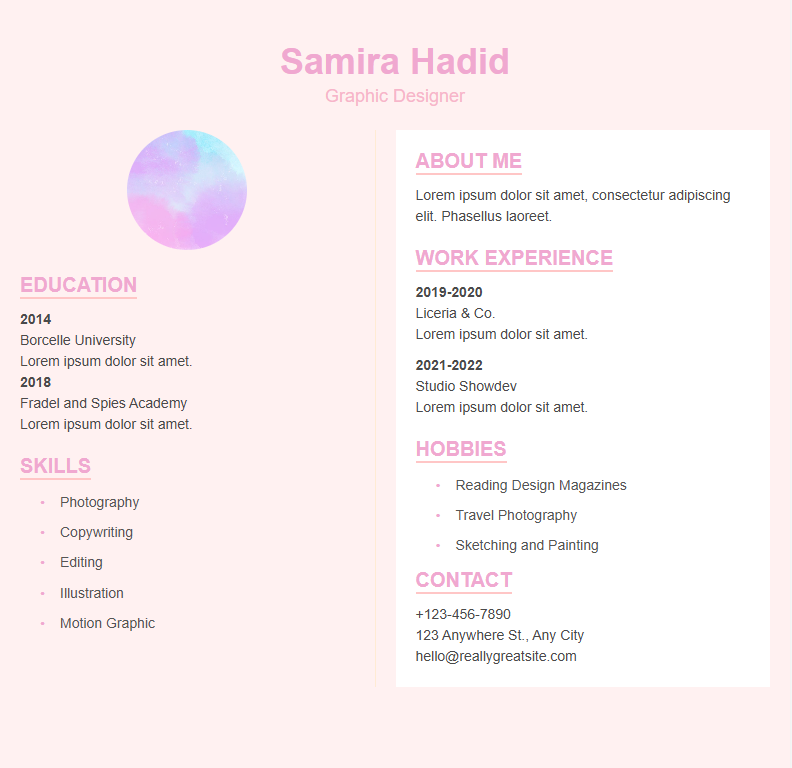 Samira Hadid
Graphic Designer
EDUCATION
2014
Borcelle University
Lorem ipsum dolor sit amet.
2018
Fradel and Spies Academy
Lorem ipsum dolor sit amet.
SKILLS
• Photography
• Copywriting
• Editing
• Illustration
• Motion Graphic
ABOUT ME
Lorem ipsum dolor sit amet, consectetur adipiscing
elit. Phasellus laoreet.
WORK EXPERIENCE
2019-2020
Liceria & Co.
Lorem ipsum dolor sit amet.
2021-2022
Studio Showdev
Lorem ipsum dolor sit amet.
HOBBIES
• Reading Design Magazines
• Travel Photography
• Sketching and Painting
CONTACT
+123-456-7890
123 Anywhere St., Any City
hello@reallygreatsite.com